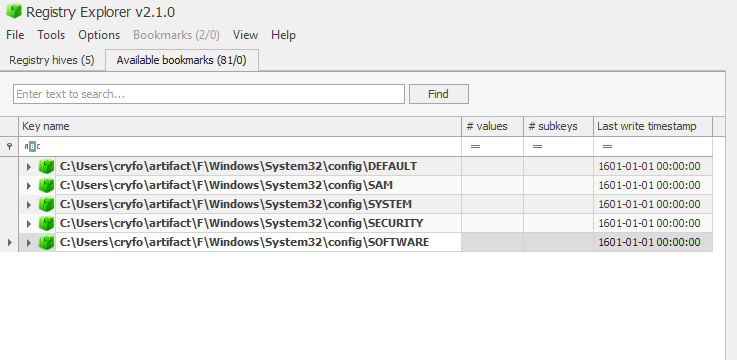 Registry Explorer v2.1.0
File Tools Options Bookmarks (2/0) View Help
Registry hives (5) Available bookmarks (81/0)
Enter text to search... Find
Key name # values # subkeys Last write timestamp
ABC = = =
C:\Users\cryfo\artifact\F\Windows\System32\config\DEFAULT 1601-01-01 00:00:00
C:\Users\cryfo\artifact\F\Windows\System32\config\SAM 1601-01-01 00:00:00
C:\Users\cryfo\artifact\F\Windows\System32\config\SYSTEM 1601-01-01 00:00:00
C:\Users\cryfo\artifact\F\Windows\System32\config\SECURITY 1601-01-01 00:00:00
C:\Users\cryfo\artifact\F\Windows\System32\config\SOFTWARE 1601-01-01 00:00:00